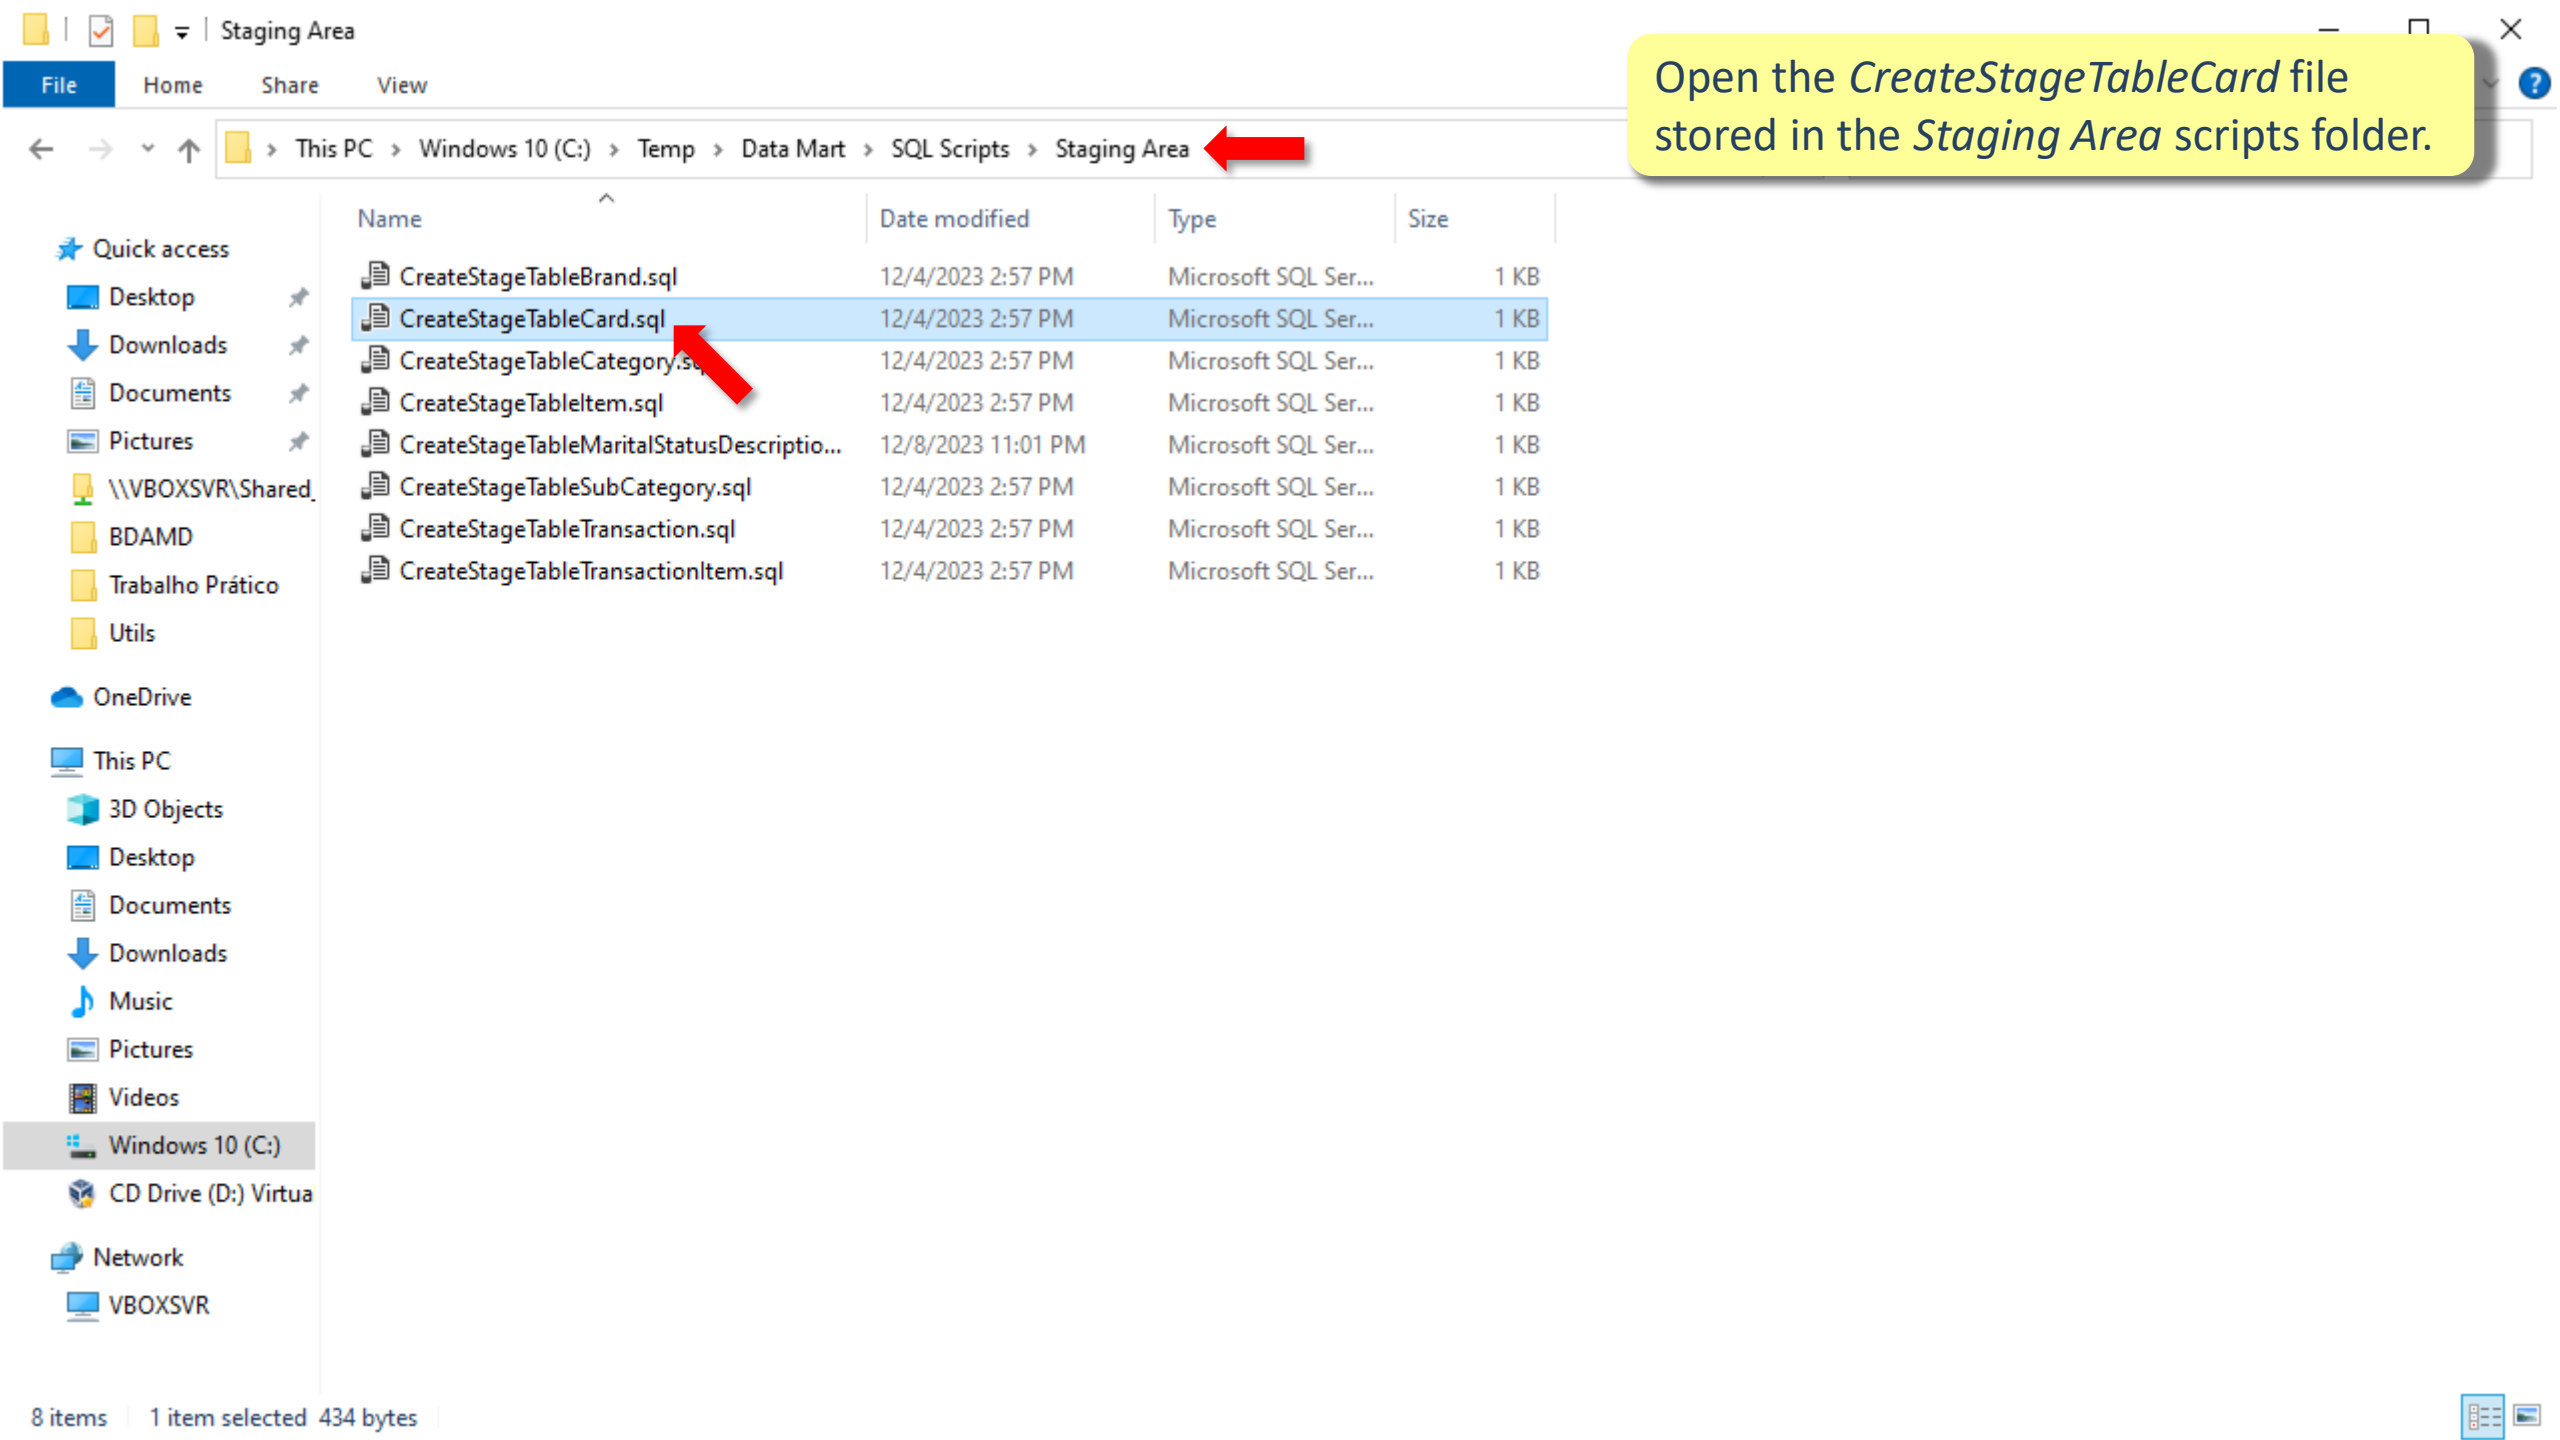 Staging Area
File Home Share View
Open the CreateStageTableCard file
stored in the Staging Area scripts folder.
This PC > Windows 10 (C:) > Temp > Data Mart > SQL Scripts > Staging Area
Name Date modified Type Size
CreateStageTableBrand.sql 12/4/2023 2:57 PM Microsoft SQL Ser... 1 KB
CreateStageTableCard.sql 12/4/2023 2:57 PM Microsoft SQL Ser... 1 KB
CreateStageTableCategory.sql 12/4/2023 2:57 PM Microsoft SQL Ser... 1 KB
CreateStageTableItem.sql 12/4/2023 2:57 PM Microsoft SQL Ser... 1 KB
CreateStageTableMaritalStatusDescriptio... 12/8/2023 11:01 PM Microsoft SQL Ser... 1 KB
CreateStageTableSubCategory.sql 12/4/2023 2:57 PM Microsoft SQL Ser... 1 KB
CreateStageTableTransaction.sql 12/4/2023 2:57 PM Microsoft SQL Ser... 1 KB
CreateStageTableTransactionItem.sql 12/4/2023 2:57 PM Microsoft SQL Ser... 1 KB
Quick access
Desktop
Downloads
Documents
Pictures
\\VBOXSVR\Shared_
BDAMD
Trabalho Prático
Utils
OneDrive
This PC
3D Objects
Desktop
Documents
Downloads
Music
Pictures
Videos
Windows 10 (C:)
CD Drive (D:) Virtua
Network
VBOXSVR
8 items 1 item selected 434 bytes